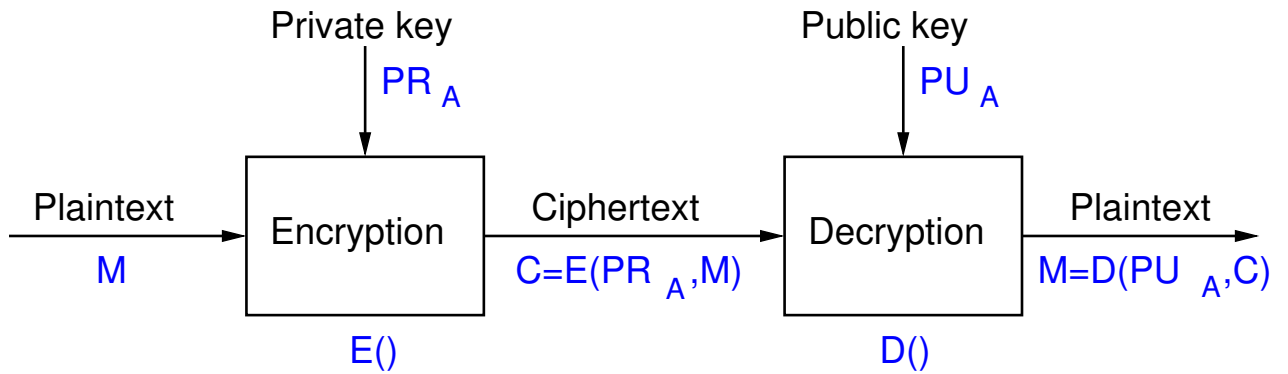 Private key
Public key
PR A
PU A
Plaintext
Encryption
Ciphertext
Decryption
Plaintext
M
C=E(PR A,M)
M=D(PU A,C)
E()
D()